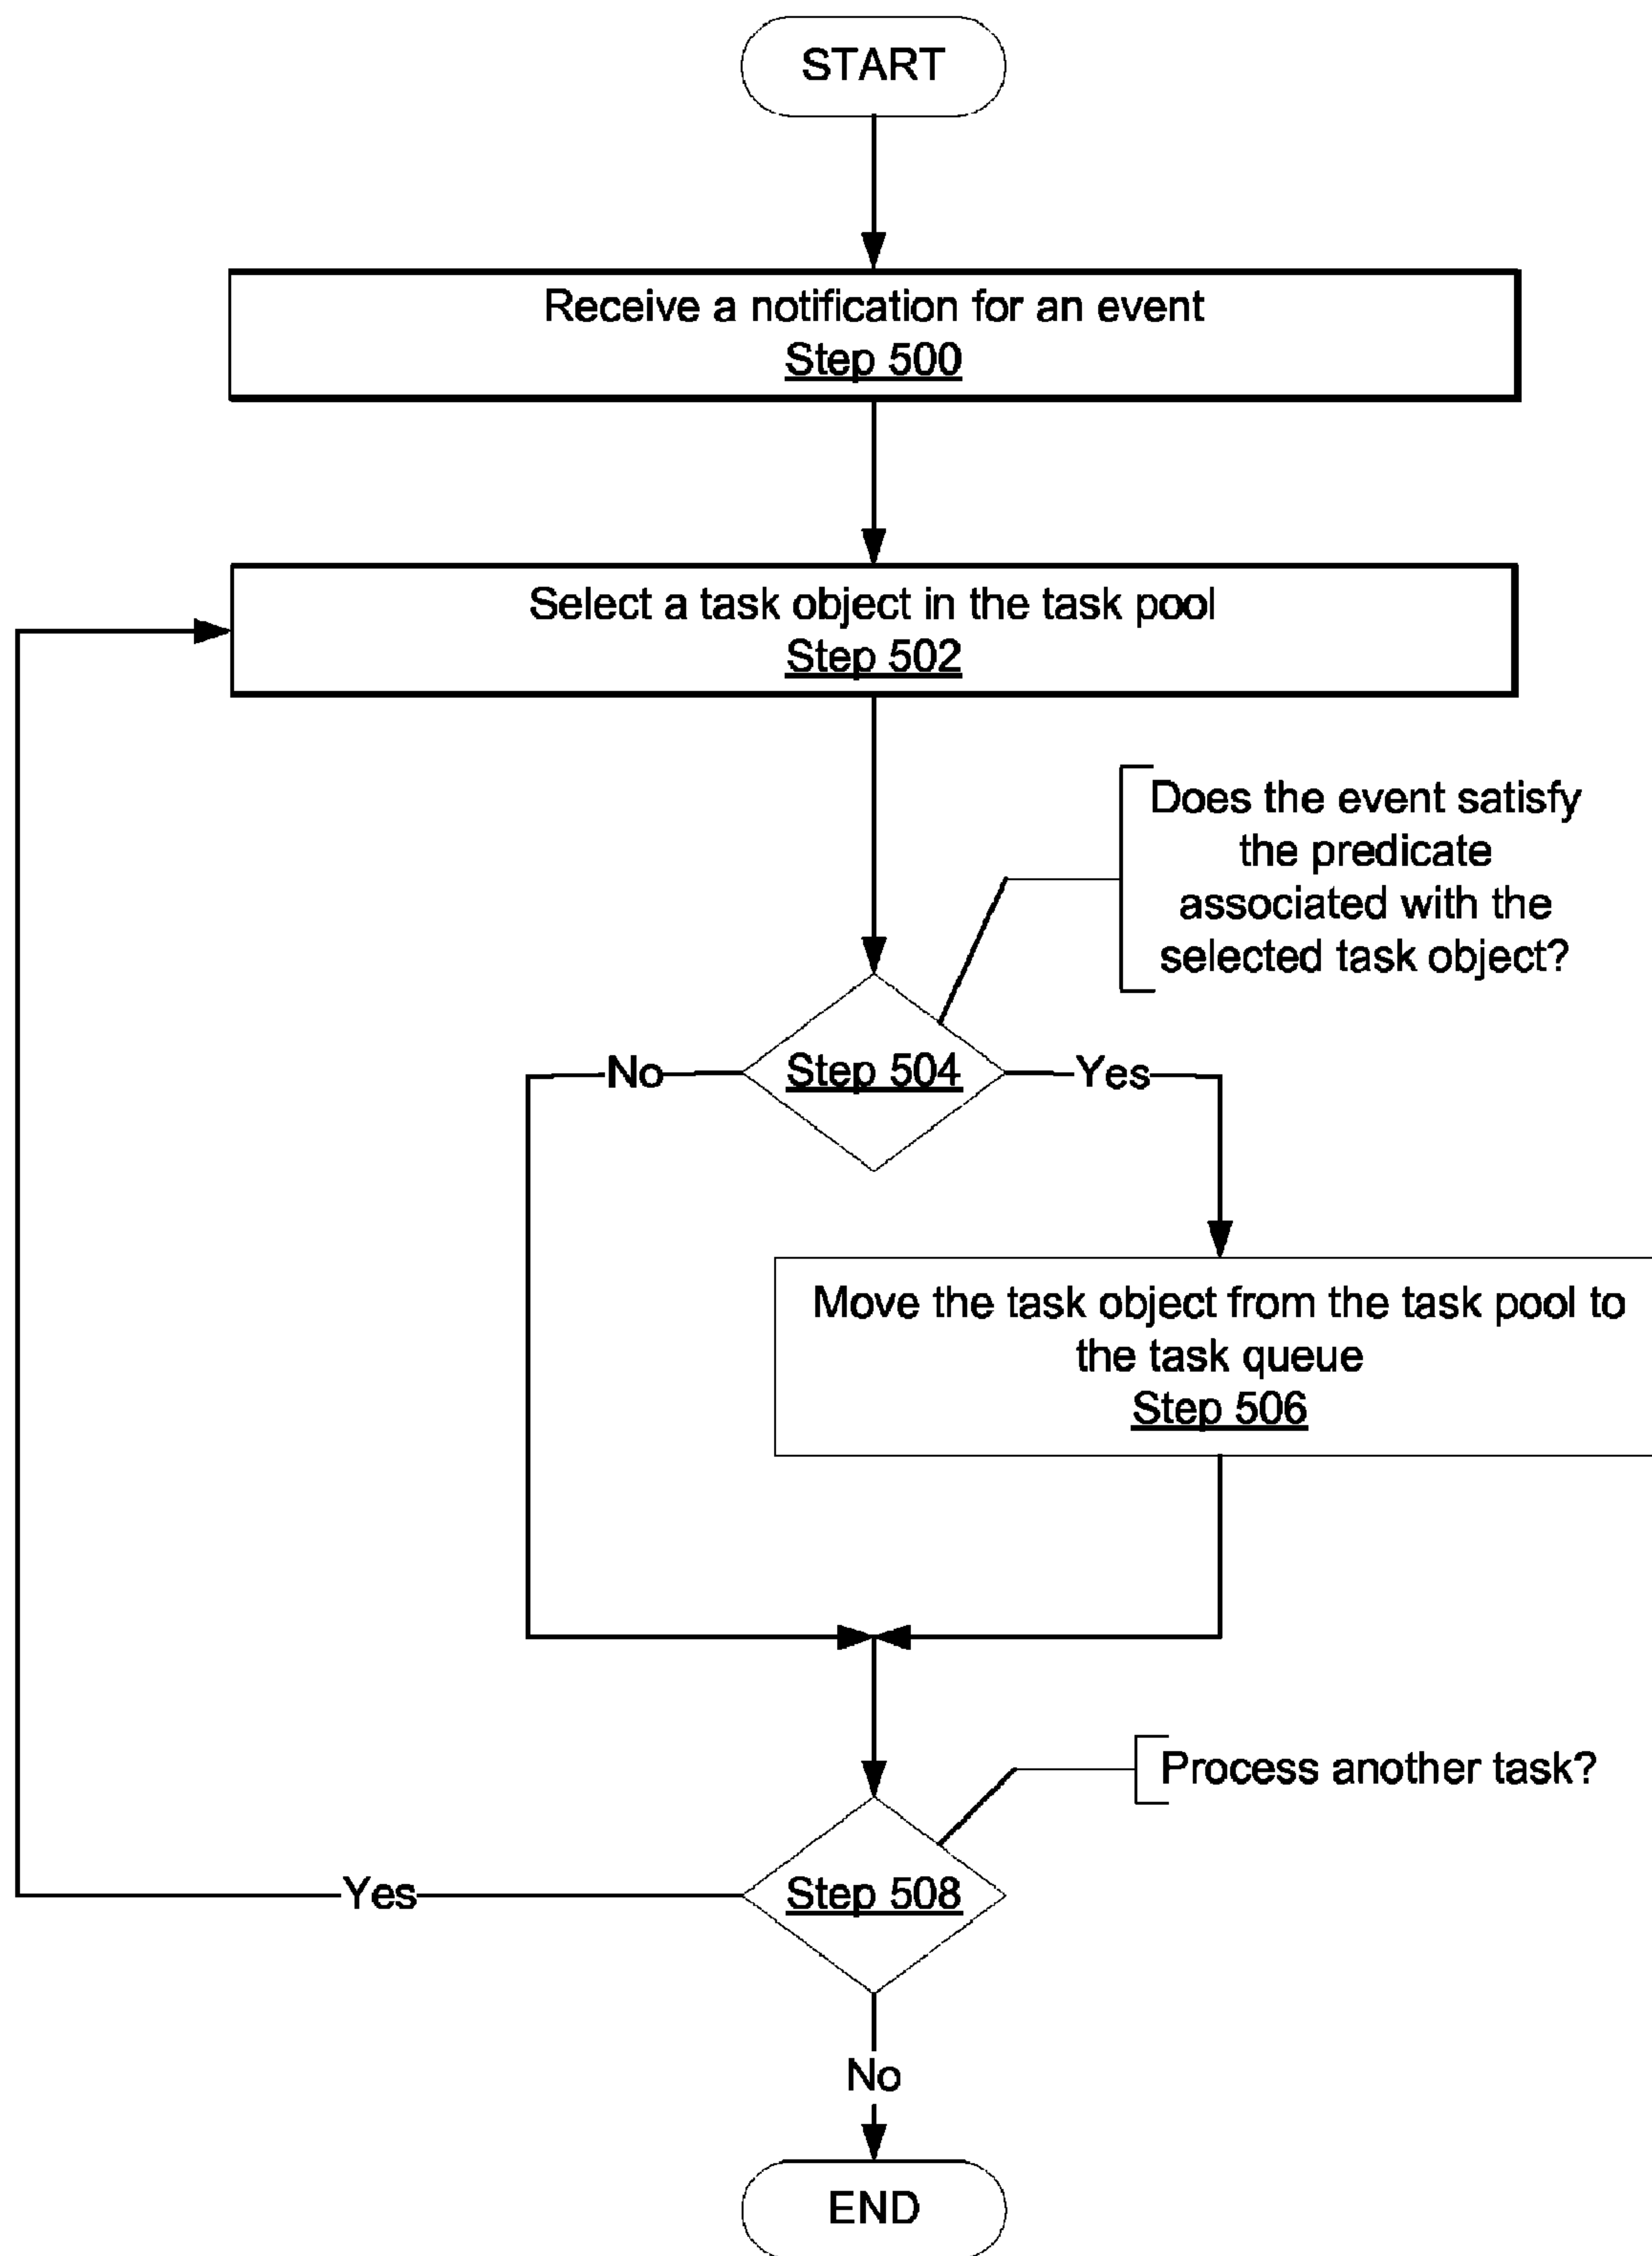 START
Receive a notification for an event
Step 500
Select a task object in the task pool
Step 502
Does the event satisfy
the predicate
associated with the
selected task object?
No
Step 504
Yes
Move the task object from the task pool to
the task queue
Step 506
Process another task?
Yes
Step 508
No
END